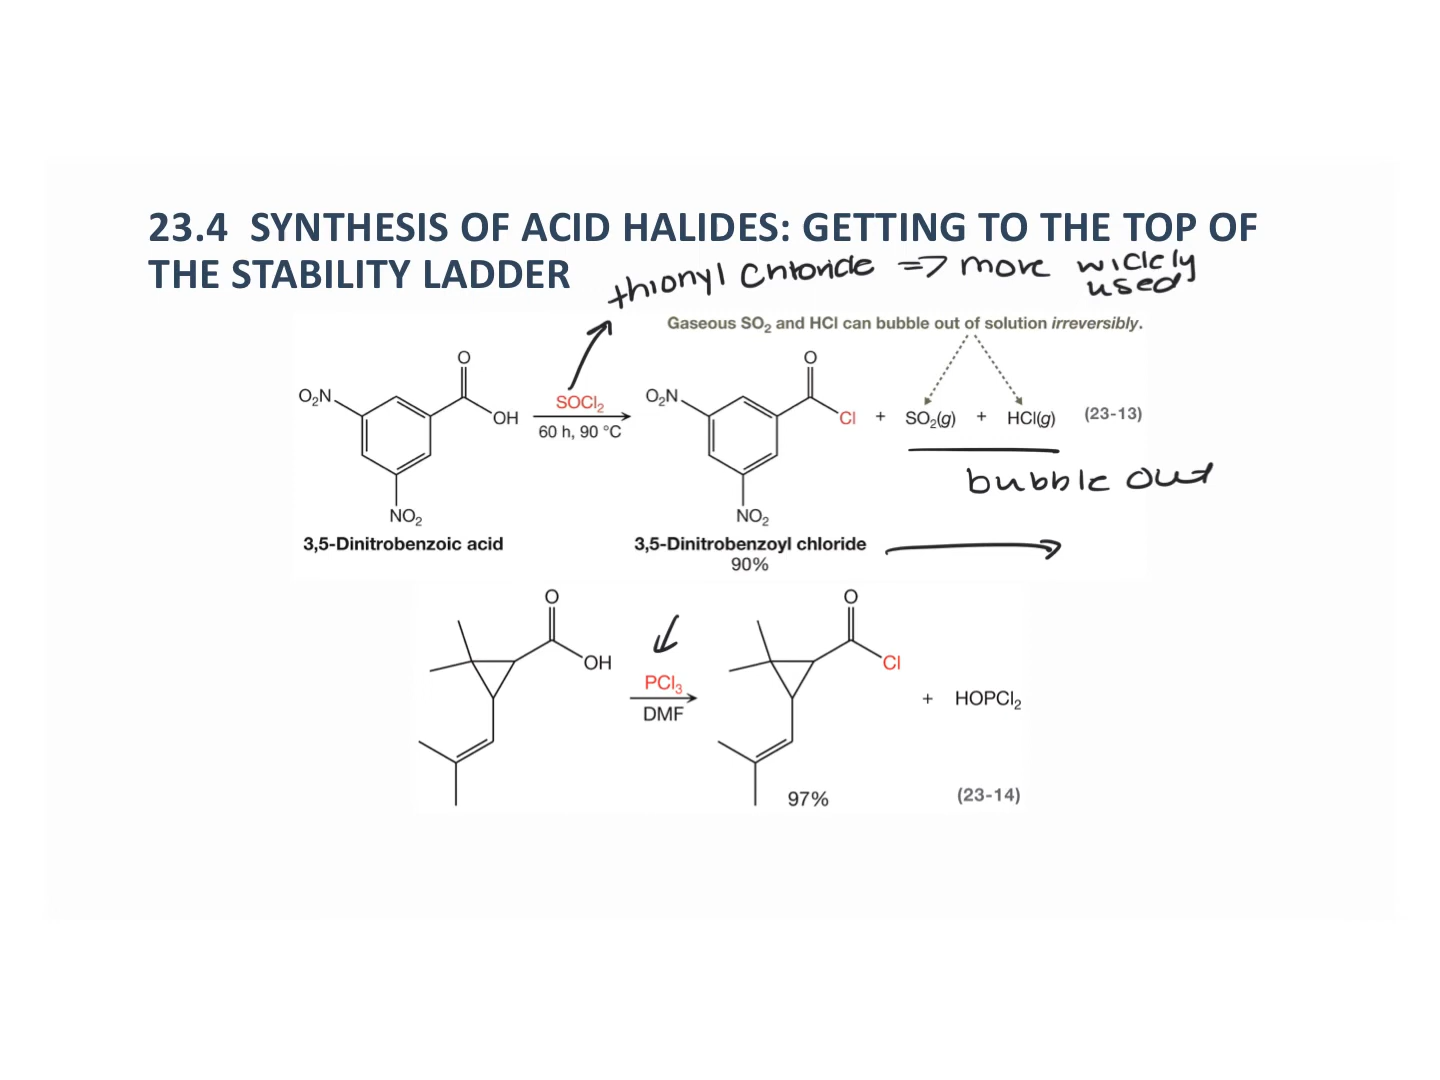 23.4 SYNTHESIS OF ACID HALIDES: GETTING TO THE TOP OF
THE STABILITY LADDER
thionyl Chloride => more widely
used
Gaseous SO₂ and HCl can bubble out of solution irreversibly.
O
O₂N
OH
NO₂
3,5-Dinitrobenzoic acid
SOCl₂
60 h, 90 °C
O
O₂N
Cl
NO₂
3,5-Dinitrobenzoyl chloride
90%
+ SO₂(g) + HCl(g) (23-13)
bubble out
O
OH
PCl₃
DMF
O
Cl
+ HOPCl₂
97%
(23-14)